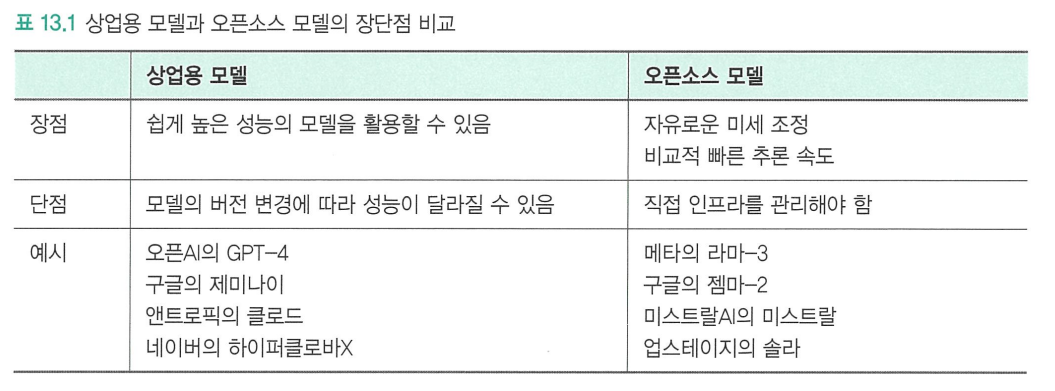 표 13.1 상업용 모델과 오픈소스 모델의 장단점 비교
상업용 모델 오픈소스 모델
장점 쉽게 높은 성능의 모델을 활용할 수 있음 자유로운 미세 조정
비교적 빠른 추론 속도
단점 모델의 버전 변경에 따라 성능이 달라질 수 있음 직접 인프라를 관리해야 함
예시 오픈AI의 GPT-4 메타의 라마-3
구글의 제미나이 구글의 젬마-2
앤트로픽의 클로드 미스트랄AI의 미스트랄
네이버의 하이퍼클로바X 업스테이지의 솔라